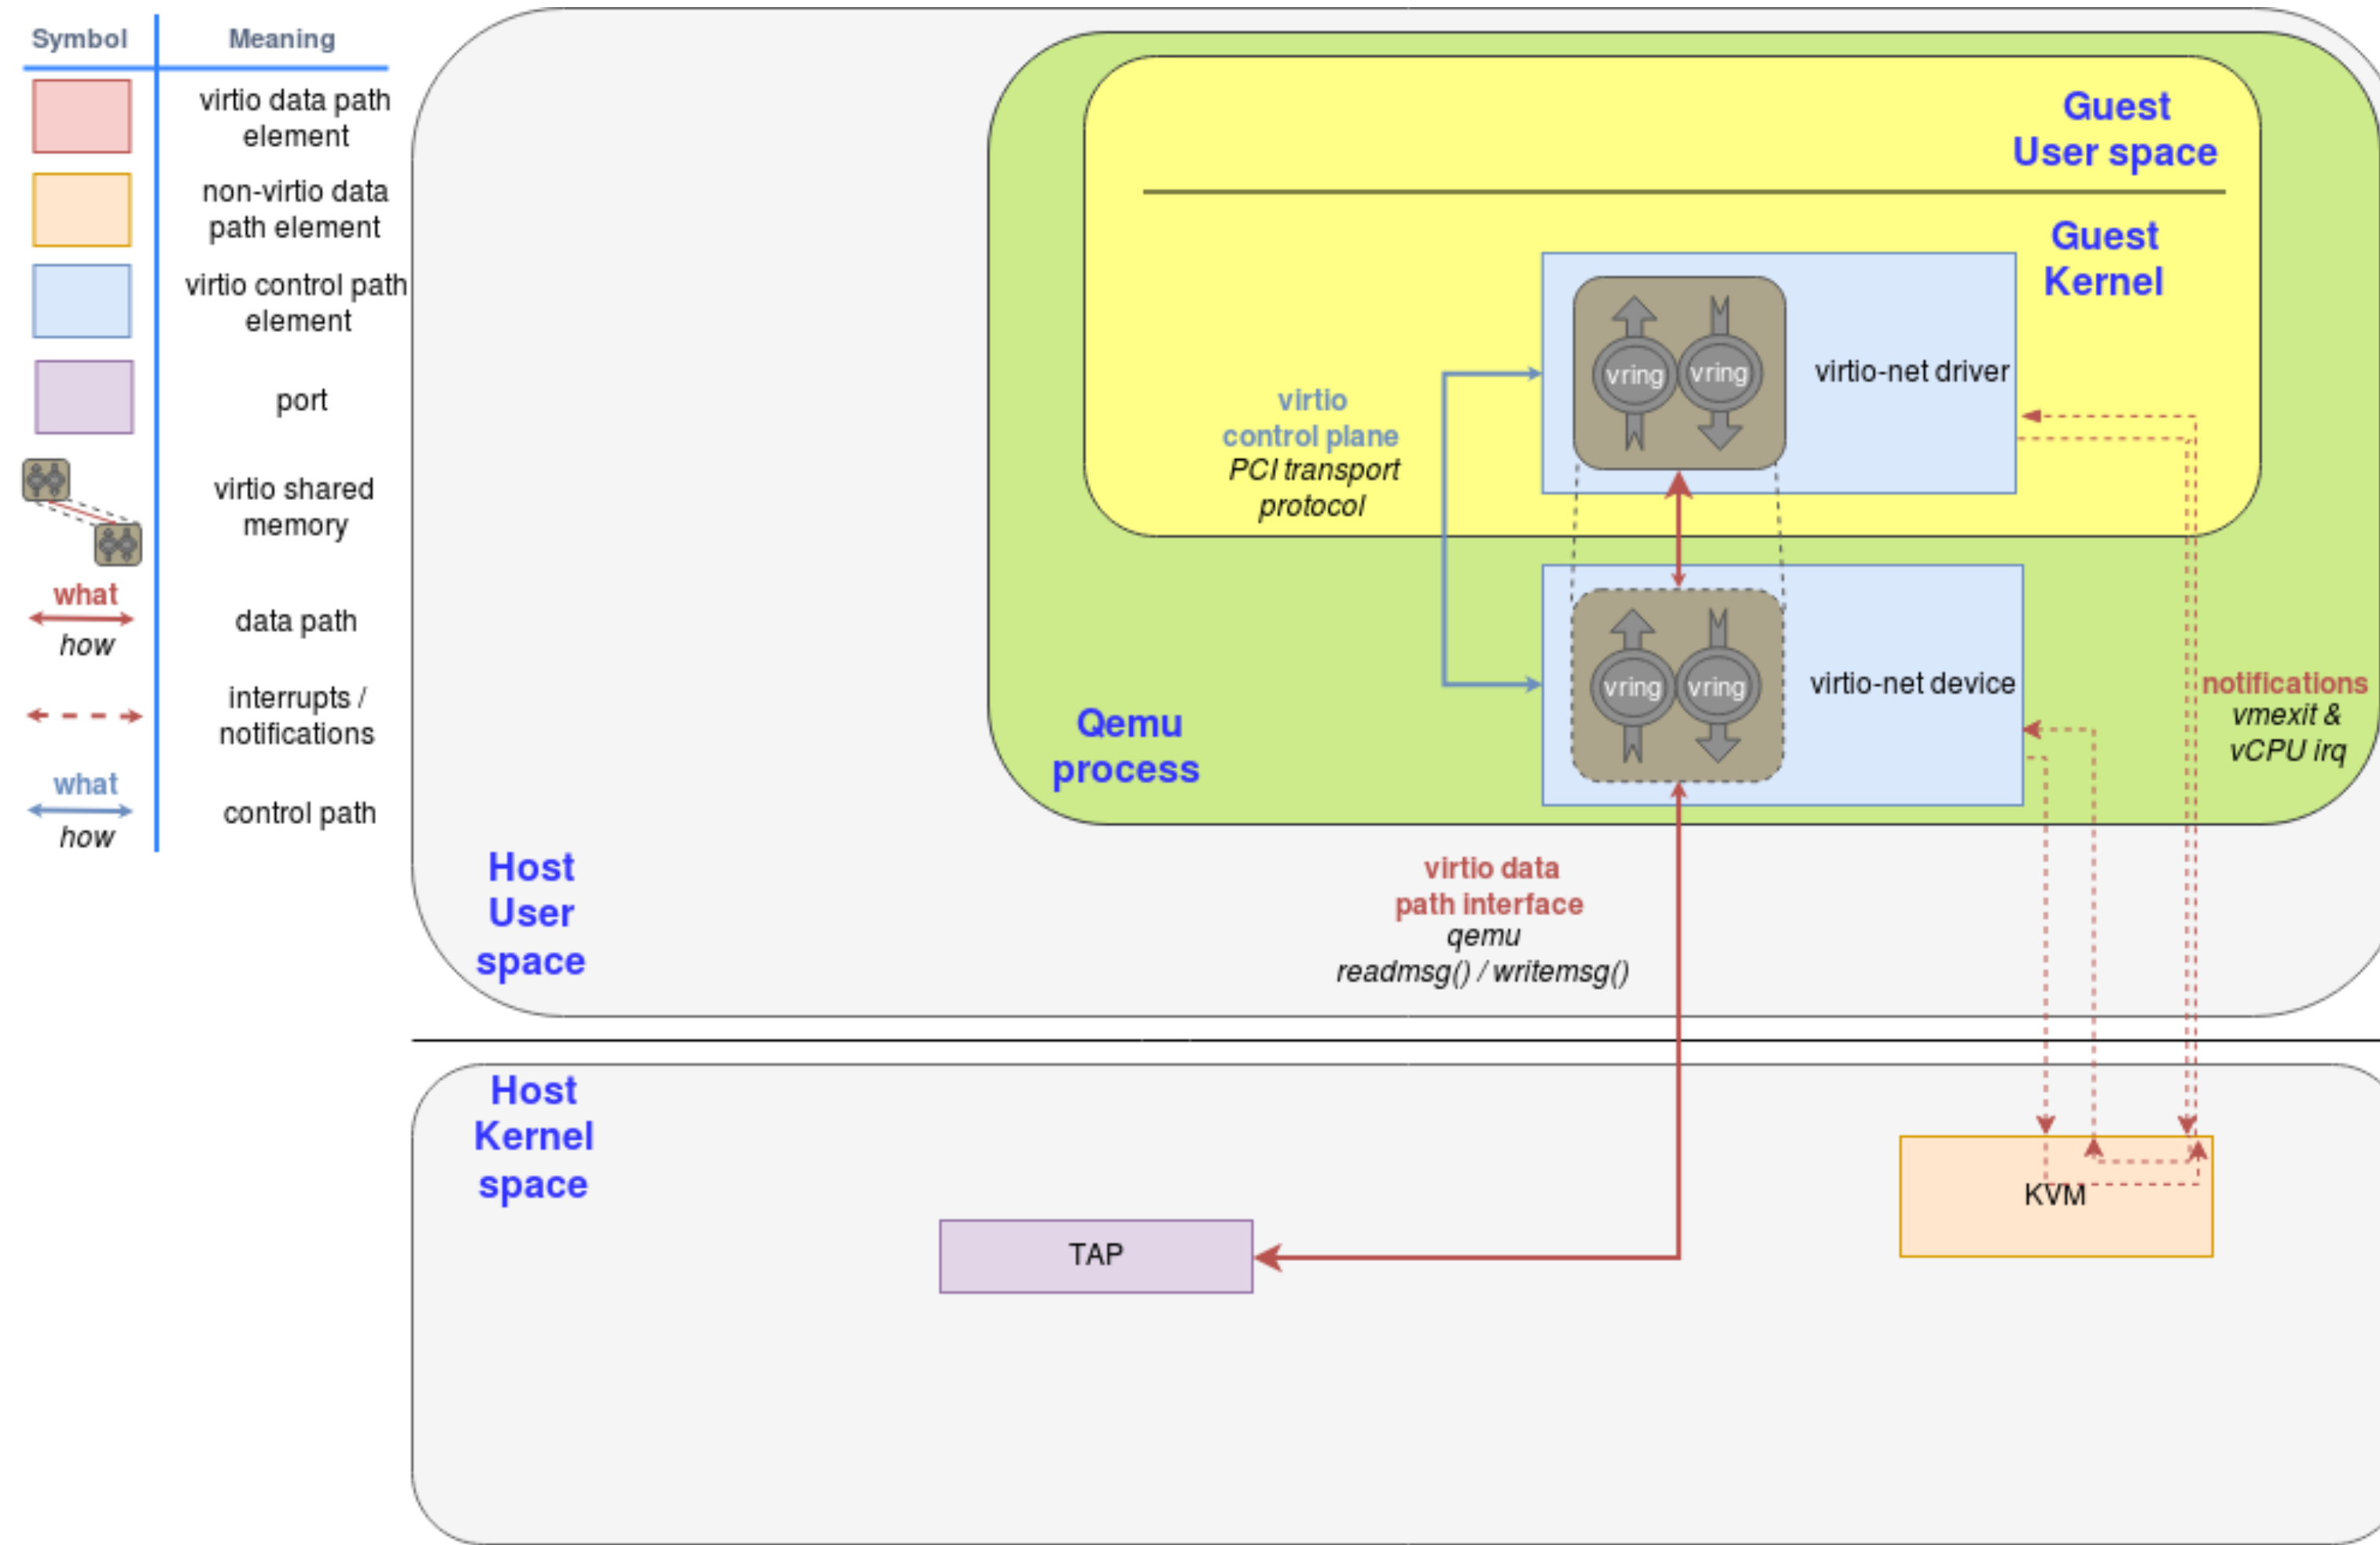 Symbol
Meaning
virtio data path
element
non-virtio data
path element
virtio control path
element
port
virtio shared
memory
what
how
data path
interrupts /
notifications
what
how
control path
Guest
User space
Guest
Kernel
vring
vring
virtio-net driver
virtio
control plane
PCI transport
protocol
vring
vring
virtio-net device
notifications
vmexit &
vCPU irq
Qemu
process
Host
User
space
virtio data
path interface
qemu
readmsg() / writemsg()
Host
Kernel
space
TAP
KVM